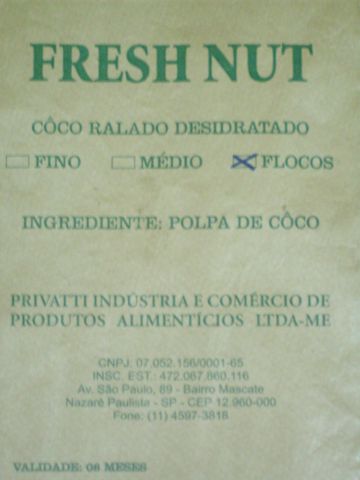 FRESH NUT
CÔCO RALADO DESIDRATADO
FINO MÉDIO FLOCOS
INGREDIENTE: POLPA DE CÔCO
PRIVATTI INDÚSTRIA E COMÉRCIO DE
PRODUTOS ALIMENTÍCIOS LTDA-ME
CNPJ. 07.052.156/0001-65
INSC. EST.: 472.087.860.116
Av. São Paulo, 89 - Bairro Mascate
Nazaré Paulista - SP - CEP 12.960-000
Fone: (11) 4597-3818
VALIDADE: 06 MESES